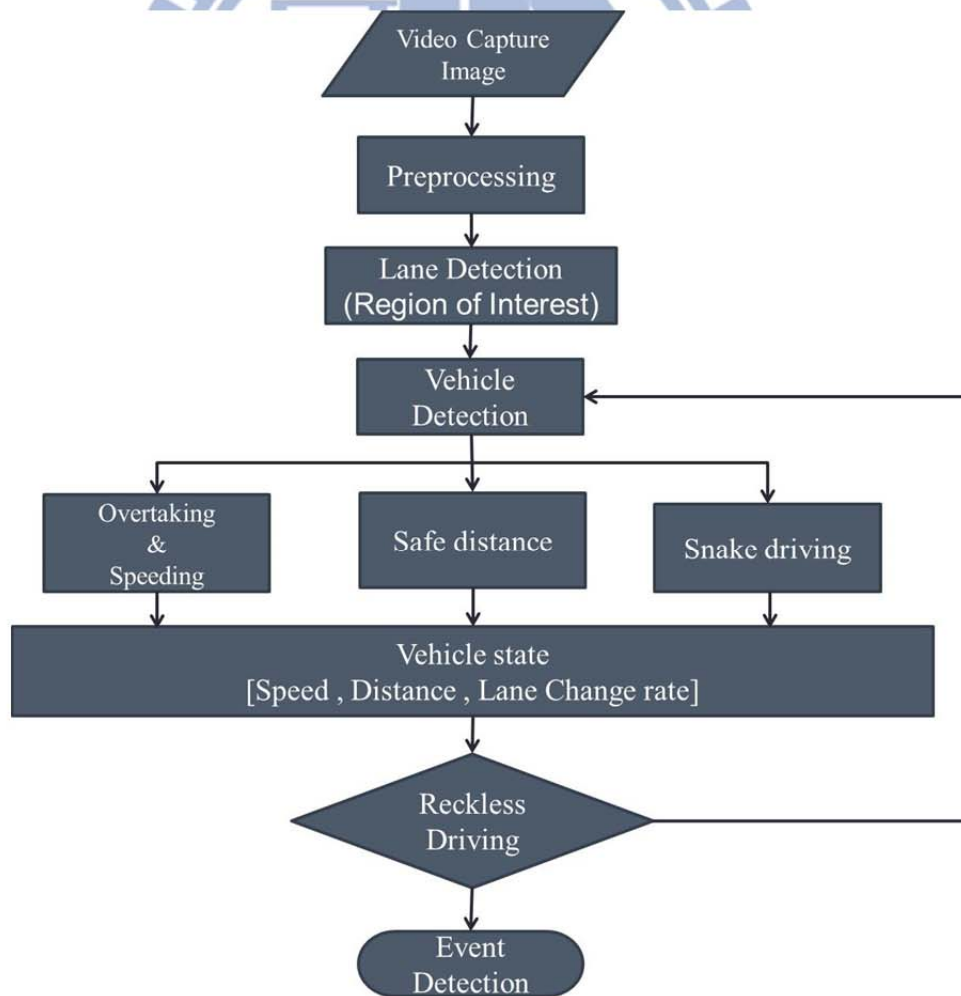 Video Capture
Image
Preprocessing
Lane Detection
(Region of Interest)
Vehicle
Detection
Overtaking
&
Speeding
Safe distance
Snake driving
Vehicle state
[Speed , Distance , Lane Change rate]
Reckless
Driving
Event
Detection